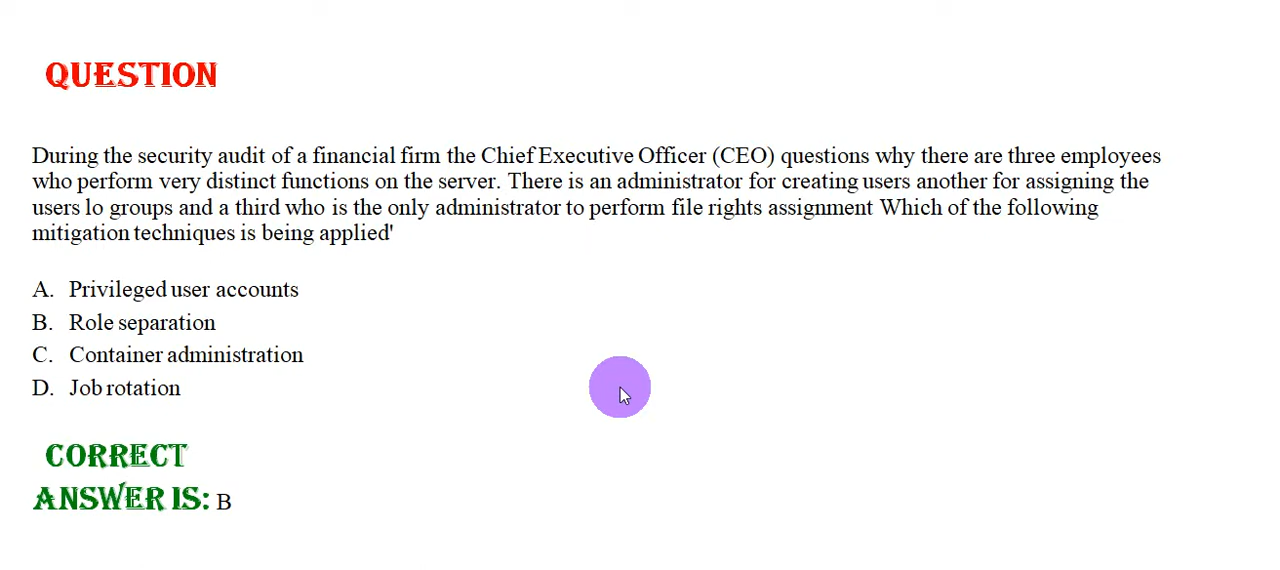 QUESTION
During the security audit of a financial firm the Chief Executive Officer (CEO) questions why there are three employees
who perform very distinct functions on the server. There is an administrator for creating users another for assigning the
users lo groups and a third who is the only administrator to perform file rights assignment Which of the following
mitigation techniques is being applied'
A. Privileged user accounts
B. Role separation
C. Container administration
D. Job rotation
CORRECT
ANSWER IS: B